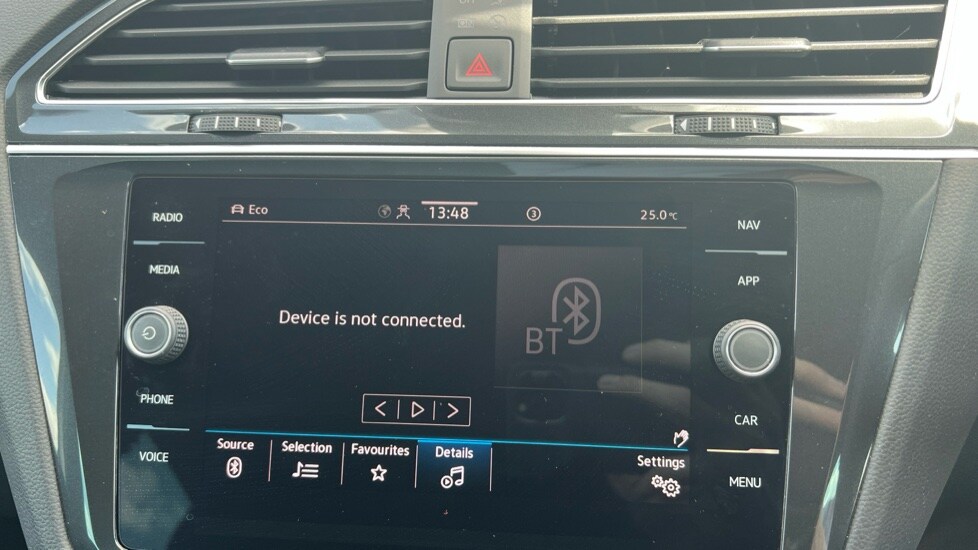 RADIO
MEDIA
PHONE
VOICE
Eco
13:48
3
25.0°C
Device is not connected.
BT
Source
Selection
Favourites
Details
Settings
NAV
APP
CAR
MENU